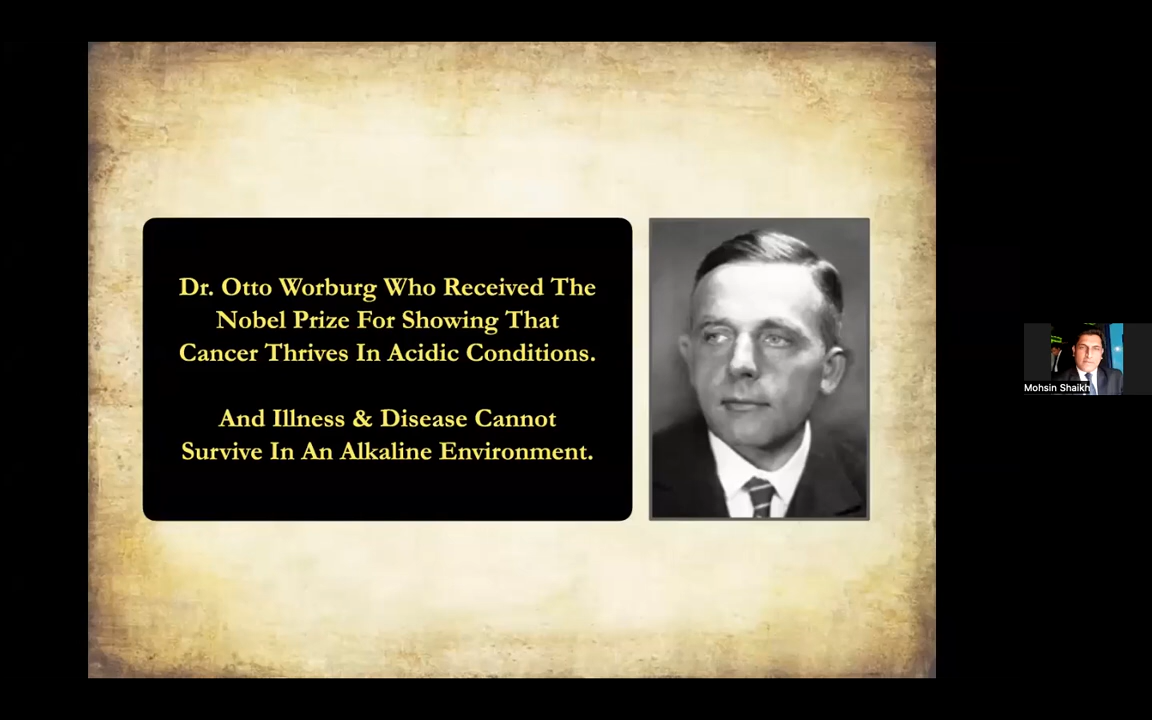 Dr. Otto Worburg Who Received The
Nobel Prize For Showing That
Cancer Thrives In Acidic Conditions.
And Illness & Disease Cannot
Survive In An Alkaline Environment.
Mohsin Shaikh